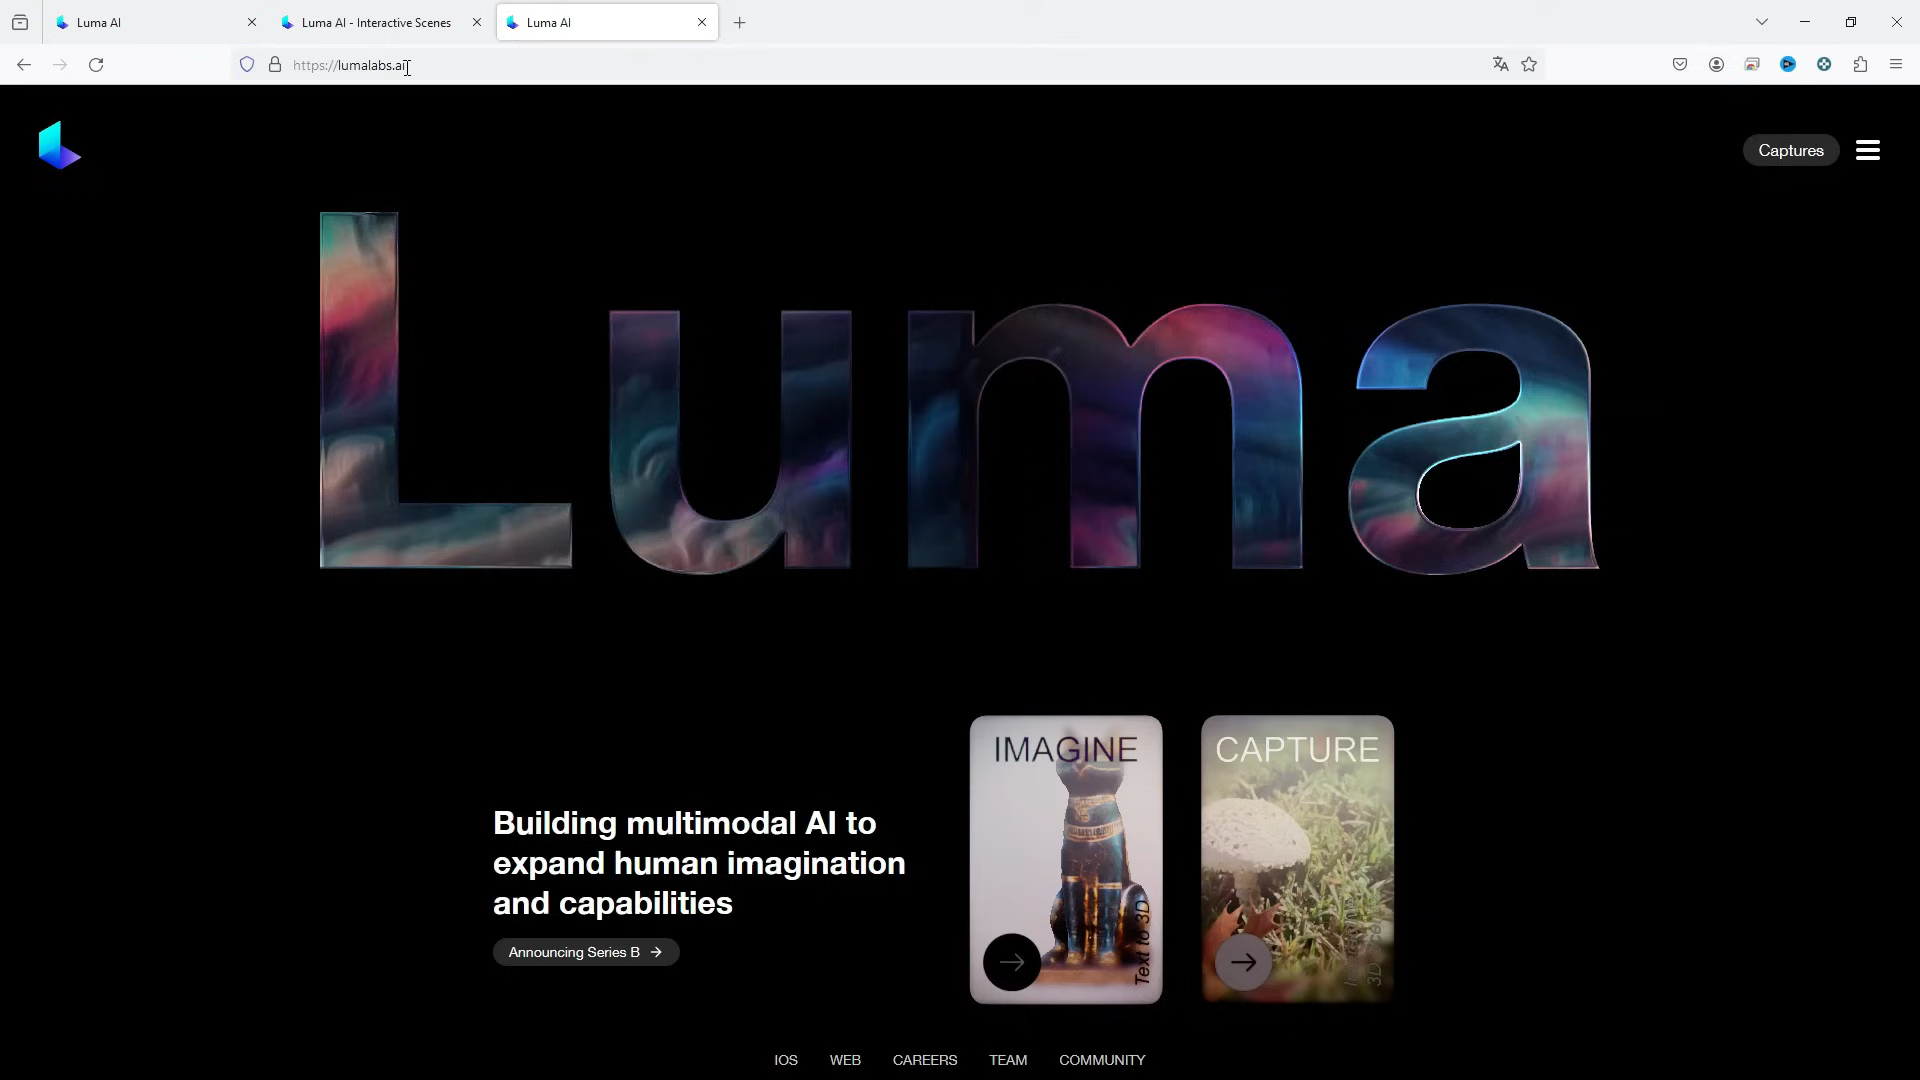 Luma AI
Luma AI - Interactive Scenes
Luma AI
https://lumalabs.ai
Captures
Luma
IMAGINE
Text to 3D
CAPTURE
Building multimodal AI to
expand human imagination
and capabilities
Announcing Series B →
IOS
WEB
CAREERS
TEAM
COMMUNITY